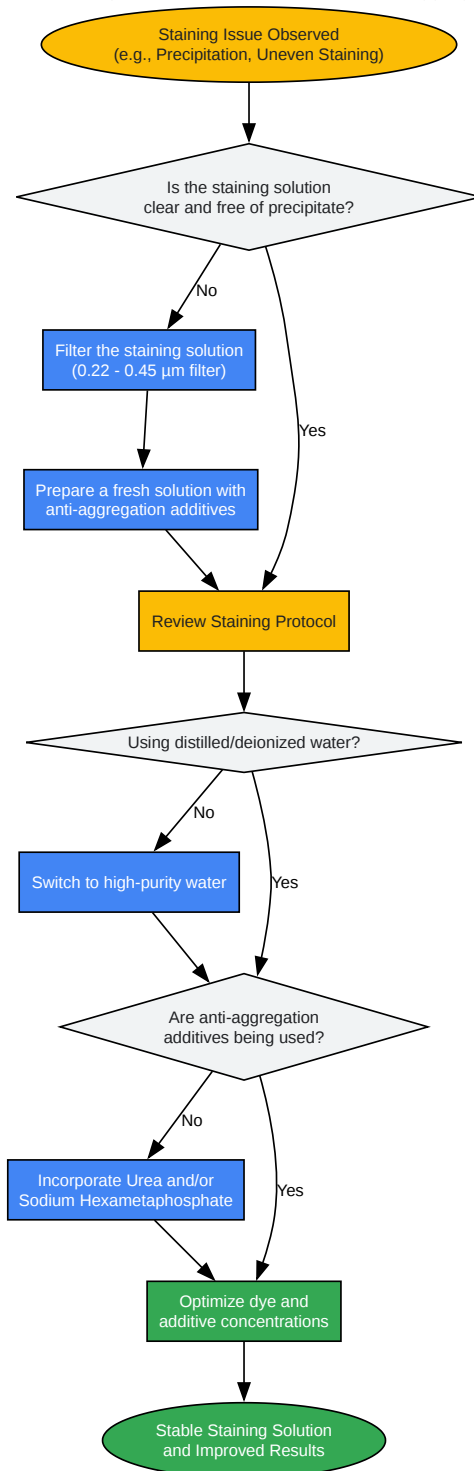 Staining Issue Observed
(e.g., Precipitation, Uneven Staining)
Is the staining solution
clear and free of precipitate?
No
Filter the staining solution
(0.22 - 0.45 µm filter)
Yes
Prepare a fresh solution with
anti-aggregation additives
Review Staining Protocol
Using distilled/deionized water?
No
Switch to high-purity water
Yes
Are anti-aggregation
additives being used?
No
Incorporate Urea and/or
Sodium Hexametaphosphate
Yes
Optimize dye and
additive concentrations
Stable Staining Solution
and Improved Results